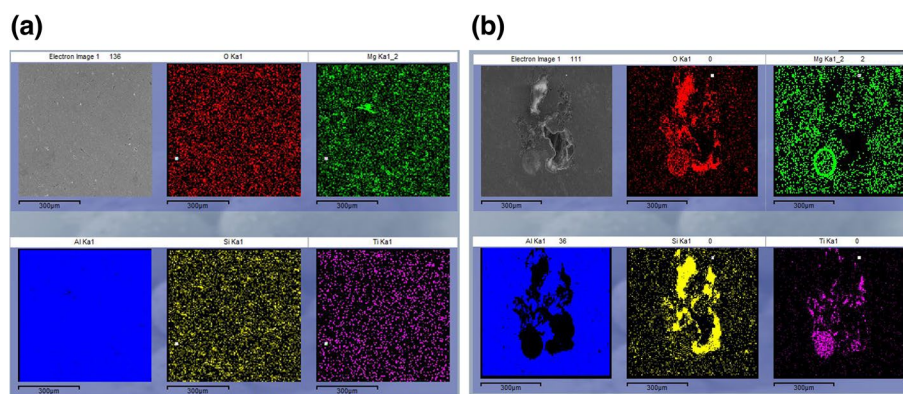 (a)
Electron Image 1 136
O Ka1
Mg Ka1_2
300µm
300µm
300µm
Al Ka1
Si Ka1
Ti Ka1
300µm
300µm
300µm
(b)
Electron Image 1 111
O Ka1 0
Mg Ka1_2 2
300µm
300µm
300µm
Al Ka1 36
Si Ka1 0
Ti Ka1 0
300µm
300µm
300µm